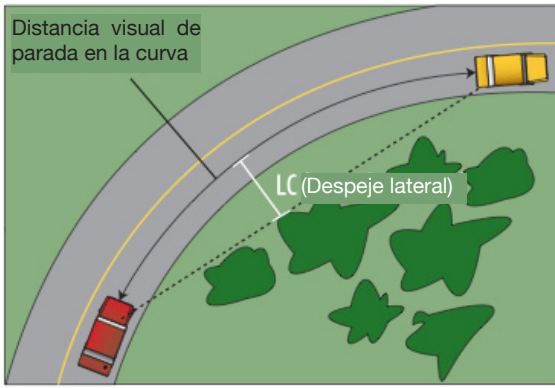 Distancia visual de
parada en la curva
LC (Despeje lateral)